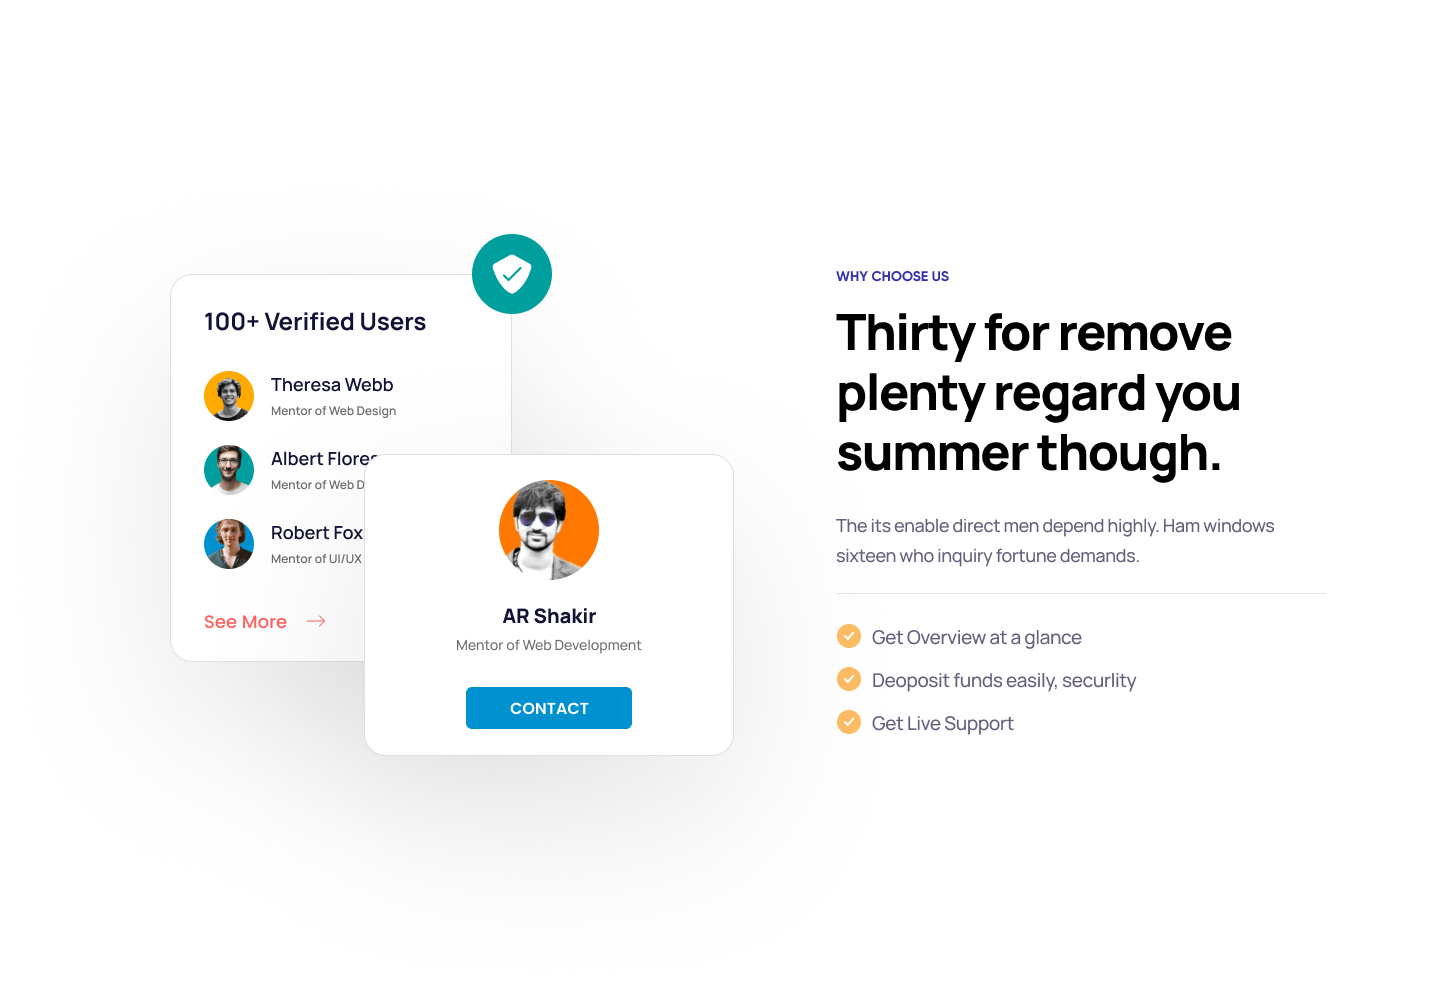 100+ Verified Users
Theresa Webb
Mentor of Web Design
Albert Flores
Mentor of Web D
Robert Fox
Mentor of UI/UX
See More
AR Shakir
Mentor of Web Development
CONTACT
WHY CHOOSE US
Thirty for remove
plenty regard you
summer though.
The its enable direct men depend highly. Ham windows
sixteen who inquiry fortune demands.
Get Overview at a glance
Deoposit funds easily, securlity
Get Live Support